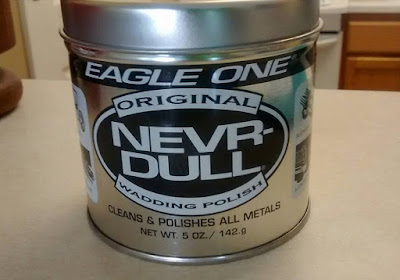 EAGLE ONE
ORIGINAL
NEVR-
DULL
WADDING POLISH
CLEANS & POLISHES ALL METALS
NET WT. 5 OZ./142.g